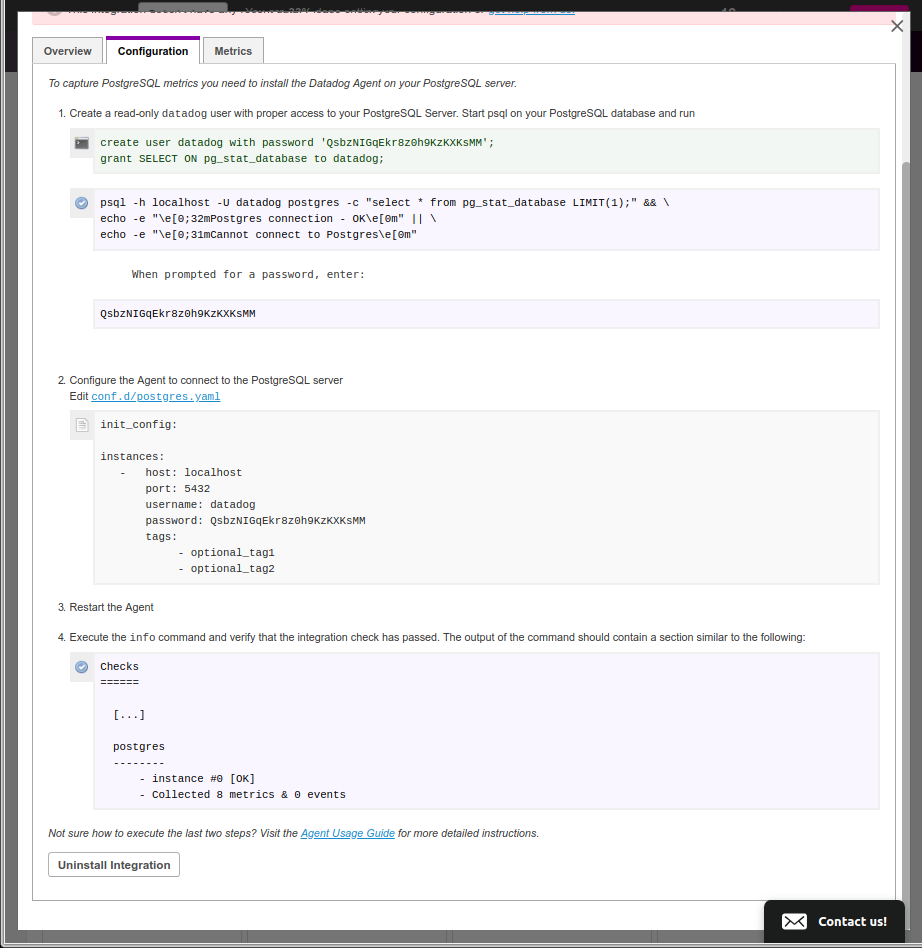 Overview
Configuration
Metrics
To capture PostgreSQL metrics you need to install the Datadog Agent on your PostgreSQL server.
1. Create a read-only datadog user with proper access to your PostgreSQL Server. Start psql on your PostgreSQL database and run
create user datadog with password 'QsbzNIGqEkr8z0h9KzKXKsMM';
grant SELECT ON pg_stat_database to datadog;
psql -h localhost -U datadog postgres -c "select * from pg_stat_database LIMIT(1);" && \
echo -e "\e[0;32mPostgres connection - OK\e[0m" || \
echo -e "\e[0;31mCannot connect to Postgres\e[0m"
When prompted for a password, enter:
QsbzNIGqEkr8z0h9KzKXKsMM
2. Configure the Agent to connect to the PostgreSQL server
Edit conf.d/postgres.yaml
init_config:
instances:
- host: localhost
port: 5432
username: datadog
password: QsbzNIGqEkr8z0h9KzKXKsMM
tags:
- optional_tag1
- optional_tag2
3. Restart the Agent
4. Execute the info command and verify that the integration check has passed. The output of the command should contain a section similar to the following:
Checks
======
[...]
postgres
--------
- instance #0 [OK]
- Collected 8 metrics & 0 events
Not sure how to execute the last two steps? Visit the Agent Usage Guide for more detailed instructions.
Uninstall Integration
Contact us!